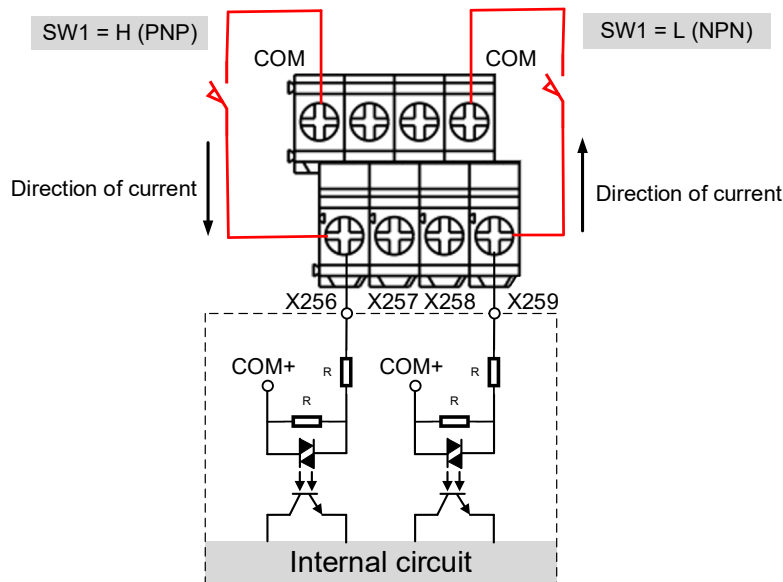 SW1 = H (PNP)
SW1 = L (NPN)
COM
COM
Direction of current
Direction of current
X256
X257
X258
X259
COM+
R
R
COM+
R
R
Internal circuit